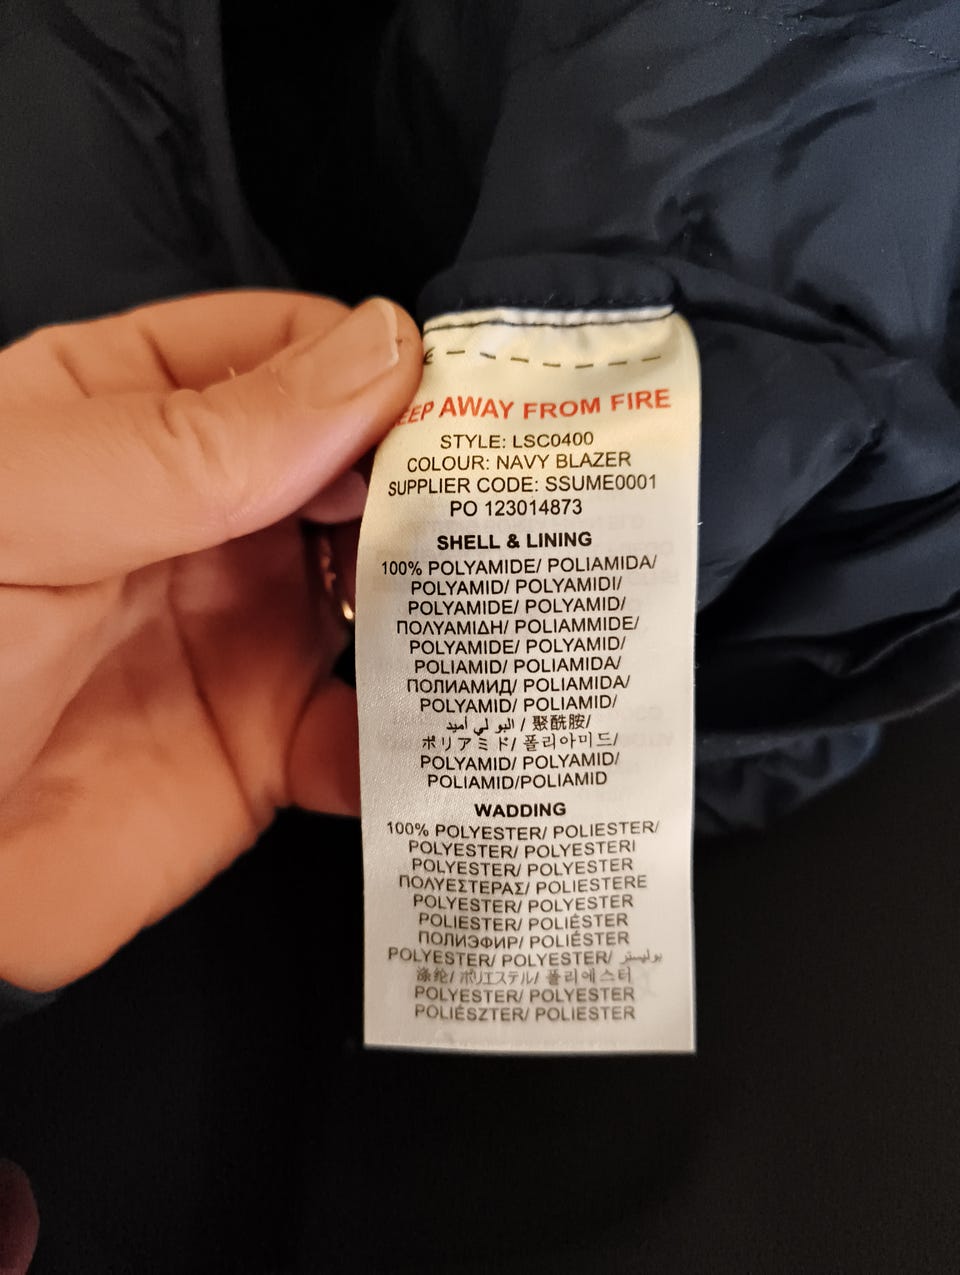 EEP AWAY FROM FIRE
STYLE: LSC0400
COLOUR: NAVY BLAZER
SUPPLIER CODE: SSUME0001
PO 123014873
SHELL & LINING
100% POLYAMIDE/ POLIAMIDA/
POLYAMID/ POLYAMIDI/
POLYAMIDE/ POLYAMID/
ΠΟΛΥΑΜΙΔΗ/ POLIAMMIDE/
POLYAMIDE/ POLYAMID/
POLIAMID/ POLIAMIDA/
ПОЛИАМИД/ POLIAMIDA/
POLYAMID/ POLIAMID/
البو لي أميد / 聚酰胺/
ポリアミド/ 폴리아미드/
POLYAMID/ POLYAMID/
POLIAMID/POLIAMID
WADDING
100% POLYESTER/ POLIESTER/
POLYESTER/ POLYESTERI
POLYESTER/ POLYESTER
ΠΟΛΥΕΣΤΕΡΑΣ/ POLIESTERE
POLYESTER/ POLYESTER
POLIESTER/ POLIÉSTER
ПОЛИЭФИР/ POLIÉSTER
POLYESTER/ POLYESTER/ بوليستر
涤纶/ ポリエステル/ 폴리에스터
POLYESTER/ POLYESTER
POLIÉSZTER/ POLIESTER